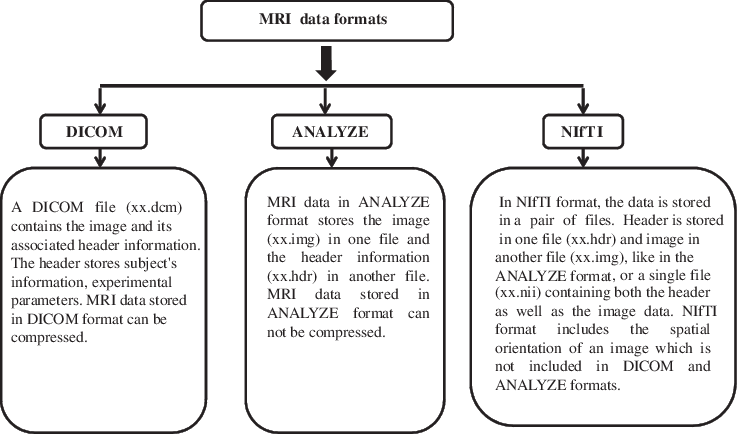 MRI data formats
DICOM
ANALYZE
NIfTI
A DICOM file (xx.dcm)
contains the image and its
associated header information.
The header stores subject's
information, experimental
parameters. MRI data stored
in DICOM format can be
compressed.
MRI data in ANALYZE
format stores the image
(xx.img) in one file and
the header information
(xx.hdr) in another file.
MRI data stored in
ANALYZE format can
not be compressed.
In NIfTI format, the data is stored
in a pair of files. Header is stored
in one file (xx.hdr) and image in
another file (xx.img), like in the
ANALYZE format, or a single file
(xx.nii) containing both the header
as well as the image data. NIfTI
format includes the spatial
orientation of an image which is
not included in DICOM and
ANALYZE formats.